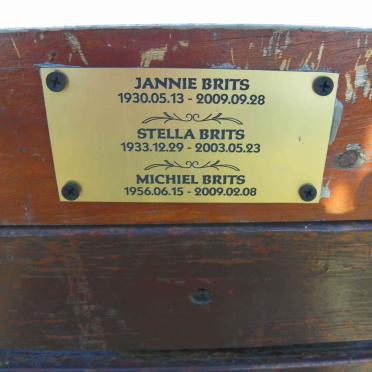 JANNIE BRITS
1930.05.13 - 2009.09.28
STELLA BRITS
1933.12.29 - 2003.05.23
MICHIEL BRITS
1956.06.15 - 2009.02.08